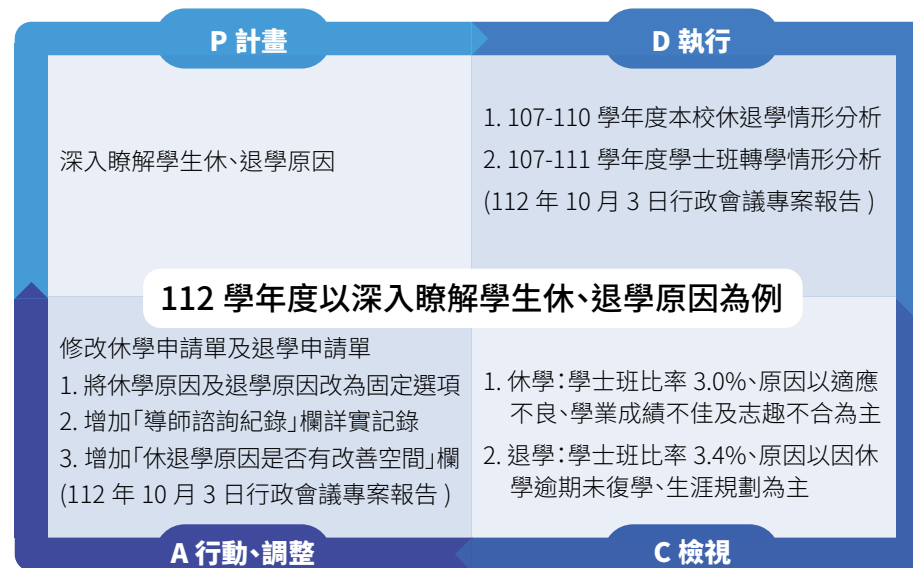 P 計畫
深入瞭解學生休、退學原因
D 執行
1. 107-110 學年度本校休退學情形分析
2. 107-111 學年度學士班轉學情形分析
(112 年 10 月 3 日行政會議專案報告 )
112 學年度以深入瞭解學生休、退學原因為例
修改休學申請單及退學申請單
1. 將休學原因及退學原因改為固定選項
2. 增加「導師諮詢紀錄」欄詳實記錄
3. 增加「休退學原因是否有改善空間」欄
(112 年 10 月 3 日行政會議專案報告 )
A 行動、調整
1. 休學：學士班比率 3.0%、原因以適應
不良、學業成績不佳及志趣不合為主
2. 退學：學士班比率 3.4%、原因以因休
學逾期未復學、生涯規劃為主
C 檢視